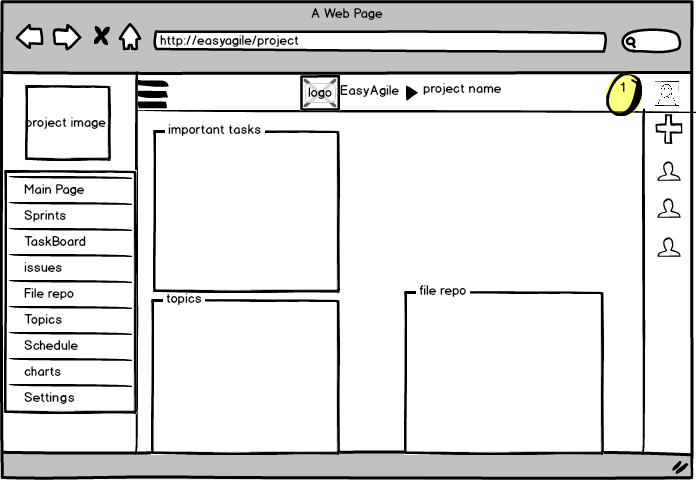 A Web Page
http://easyagile/project
logo EasyAgile project name
1
project image
important tasks
Main Page
Sprints
TaskBoard
issues
File repo
Topics
Schedule
charts
Settings
topics
file repo